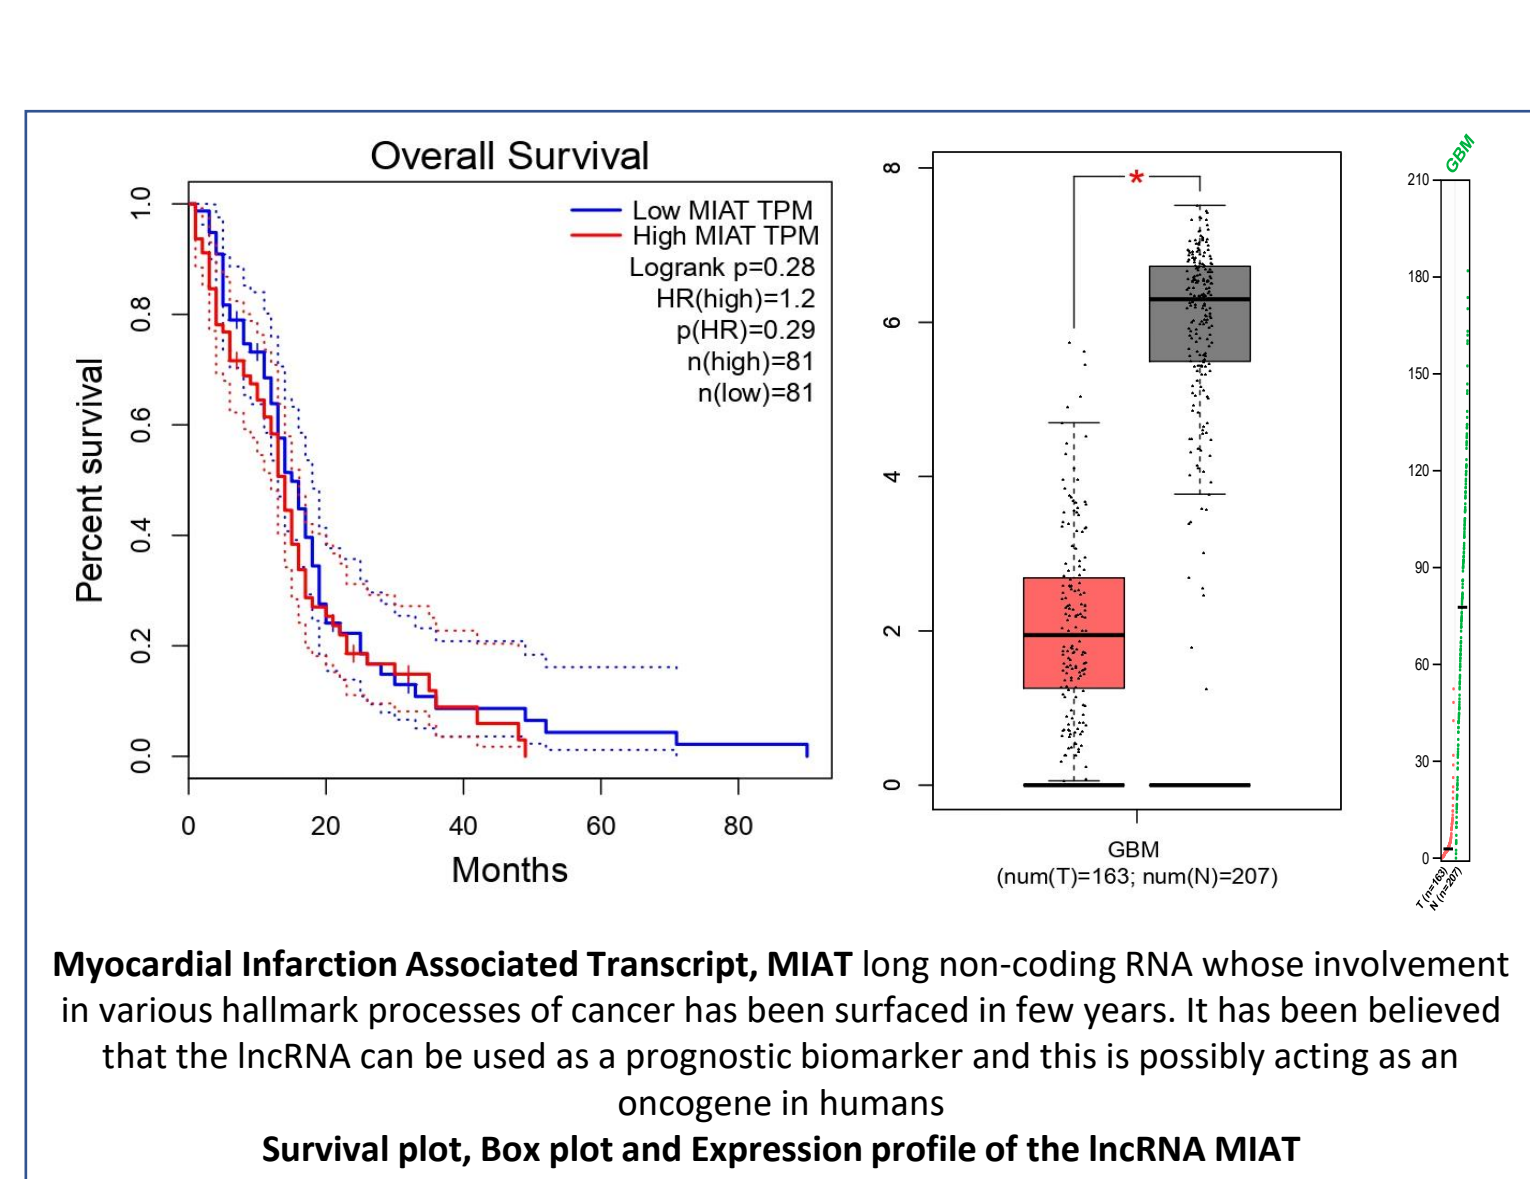 Overall Survival
Low MIAT TPM
High MIAT TPM
Logrank p=0.28
HR(high)=1.2
p(HR)=0.29
n(high)=81
n(low)=81
Percent survival
1.0
0.8
0.6
0.4
0.2
0.0
0 20 40 60 80
Months
8
6
4
2
0
*
GBM
(num(T)=163; num(N)=207)
GBM
210
180
150
120
90
60
30
0
T (n=163)
N (n=207)
Myocardial Infarction Associated Transcript, MIAT long non-coding RNA whose involvement
in various hallmark processes of cancer has been surfaced in few years. It has been believed
that the lncRNA can be used as a prognostic biomarker and this is possibly acting as an
oncogene in humans
Survival plot, Box plot and Expression profile of the lncRNA MIAT